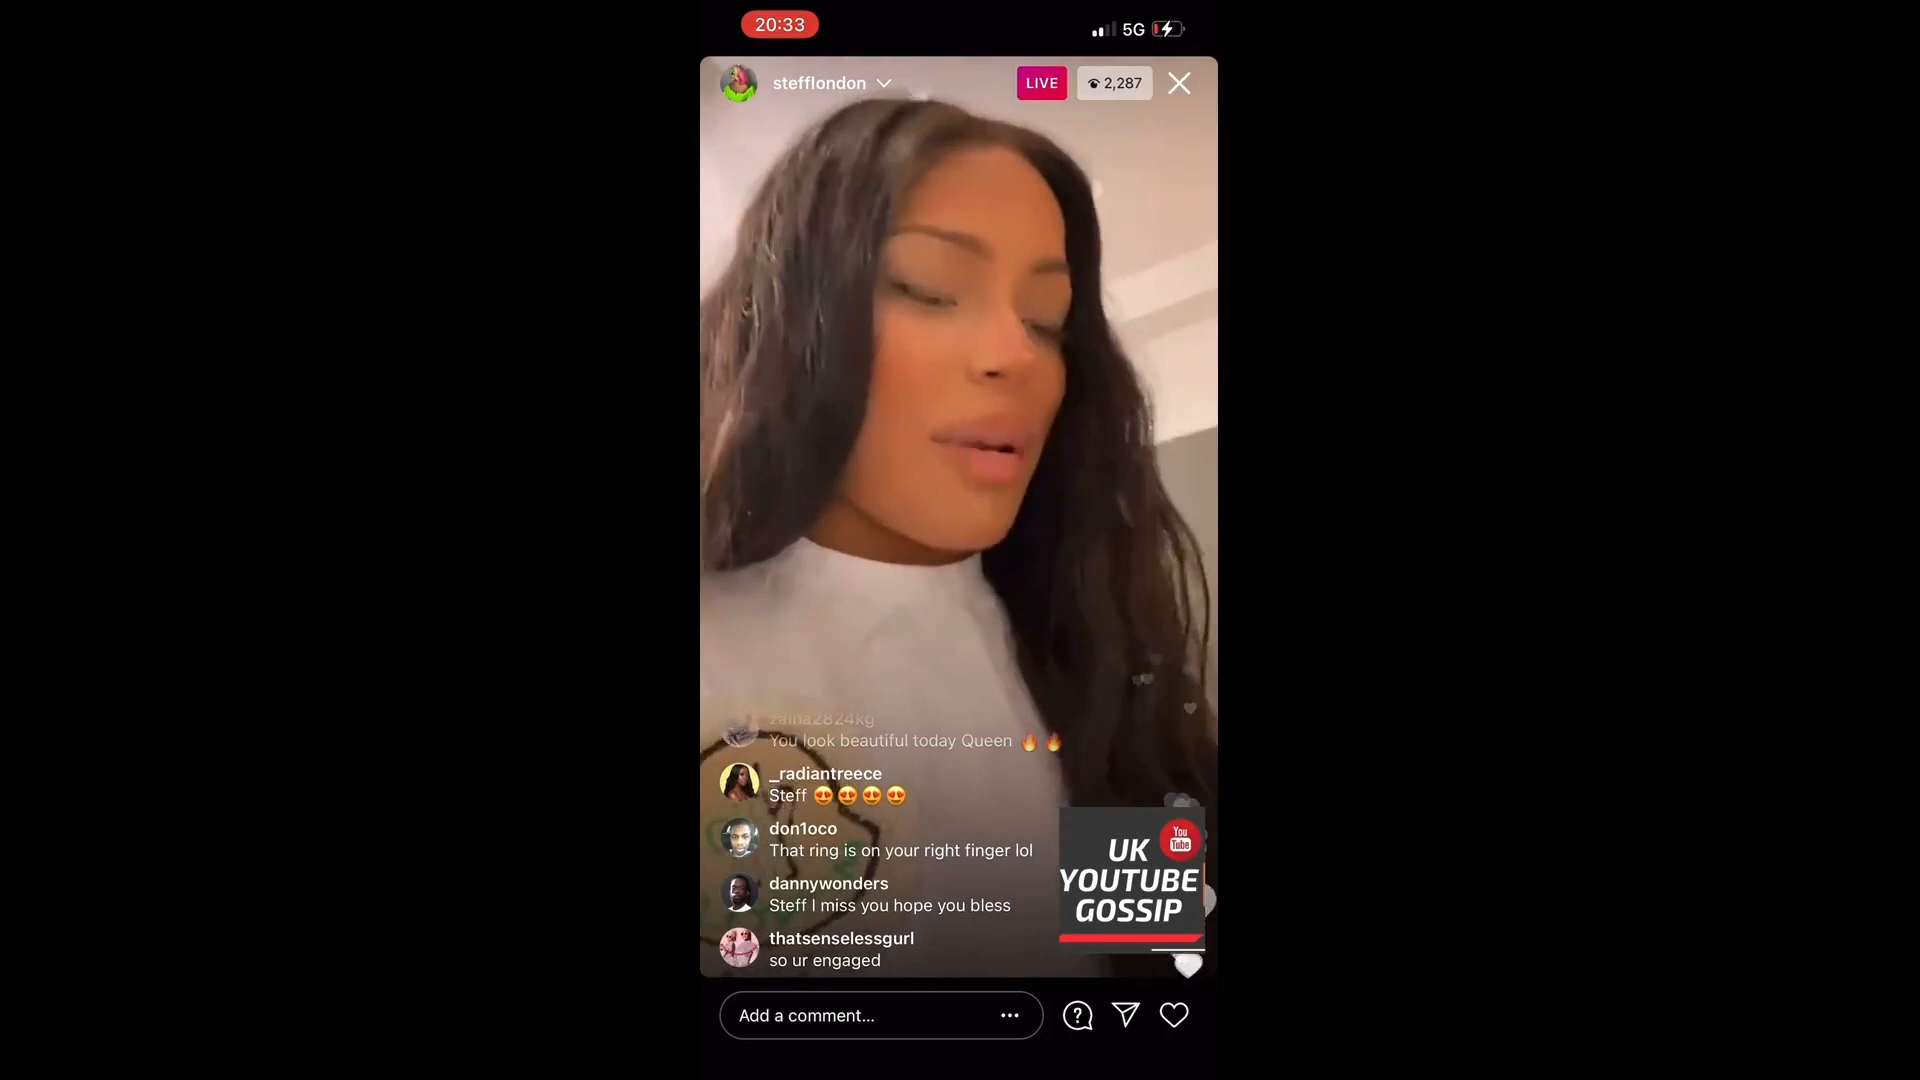 20:33
5G
stefflondon
LIVE
2,287
zaina2824kg
You look beautiful today Queen 🔥 🔥
_radiantreece
Steff 😍 😍 😍 😍
don1oco
That ring is on your right finger lol
dannywonders
Steff I miss you hope you bless
thatsenselessgurl
so ur engaged
You
Tube
UK
YOUTUBE
GOSSIP
Add a comment...